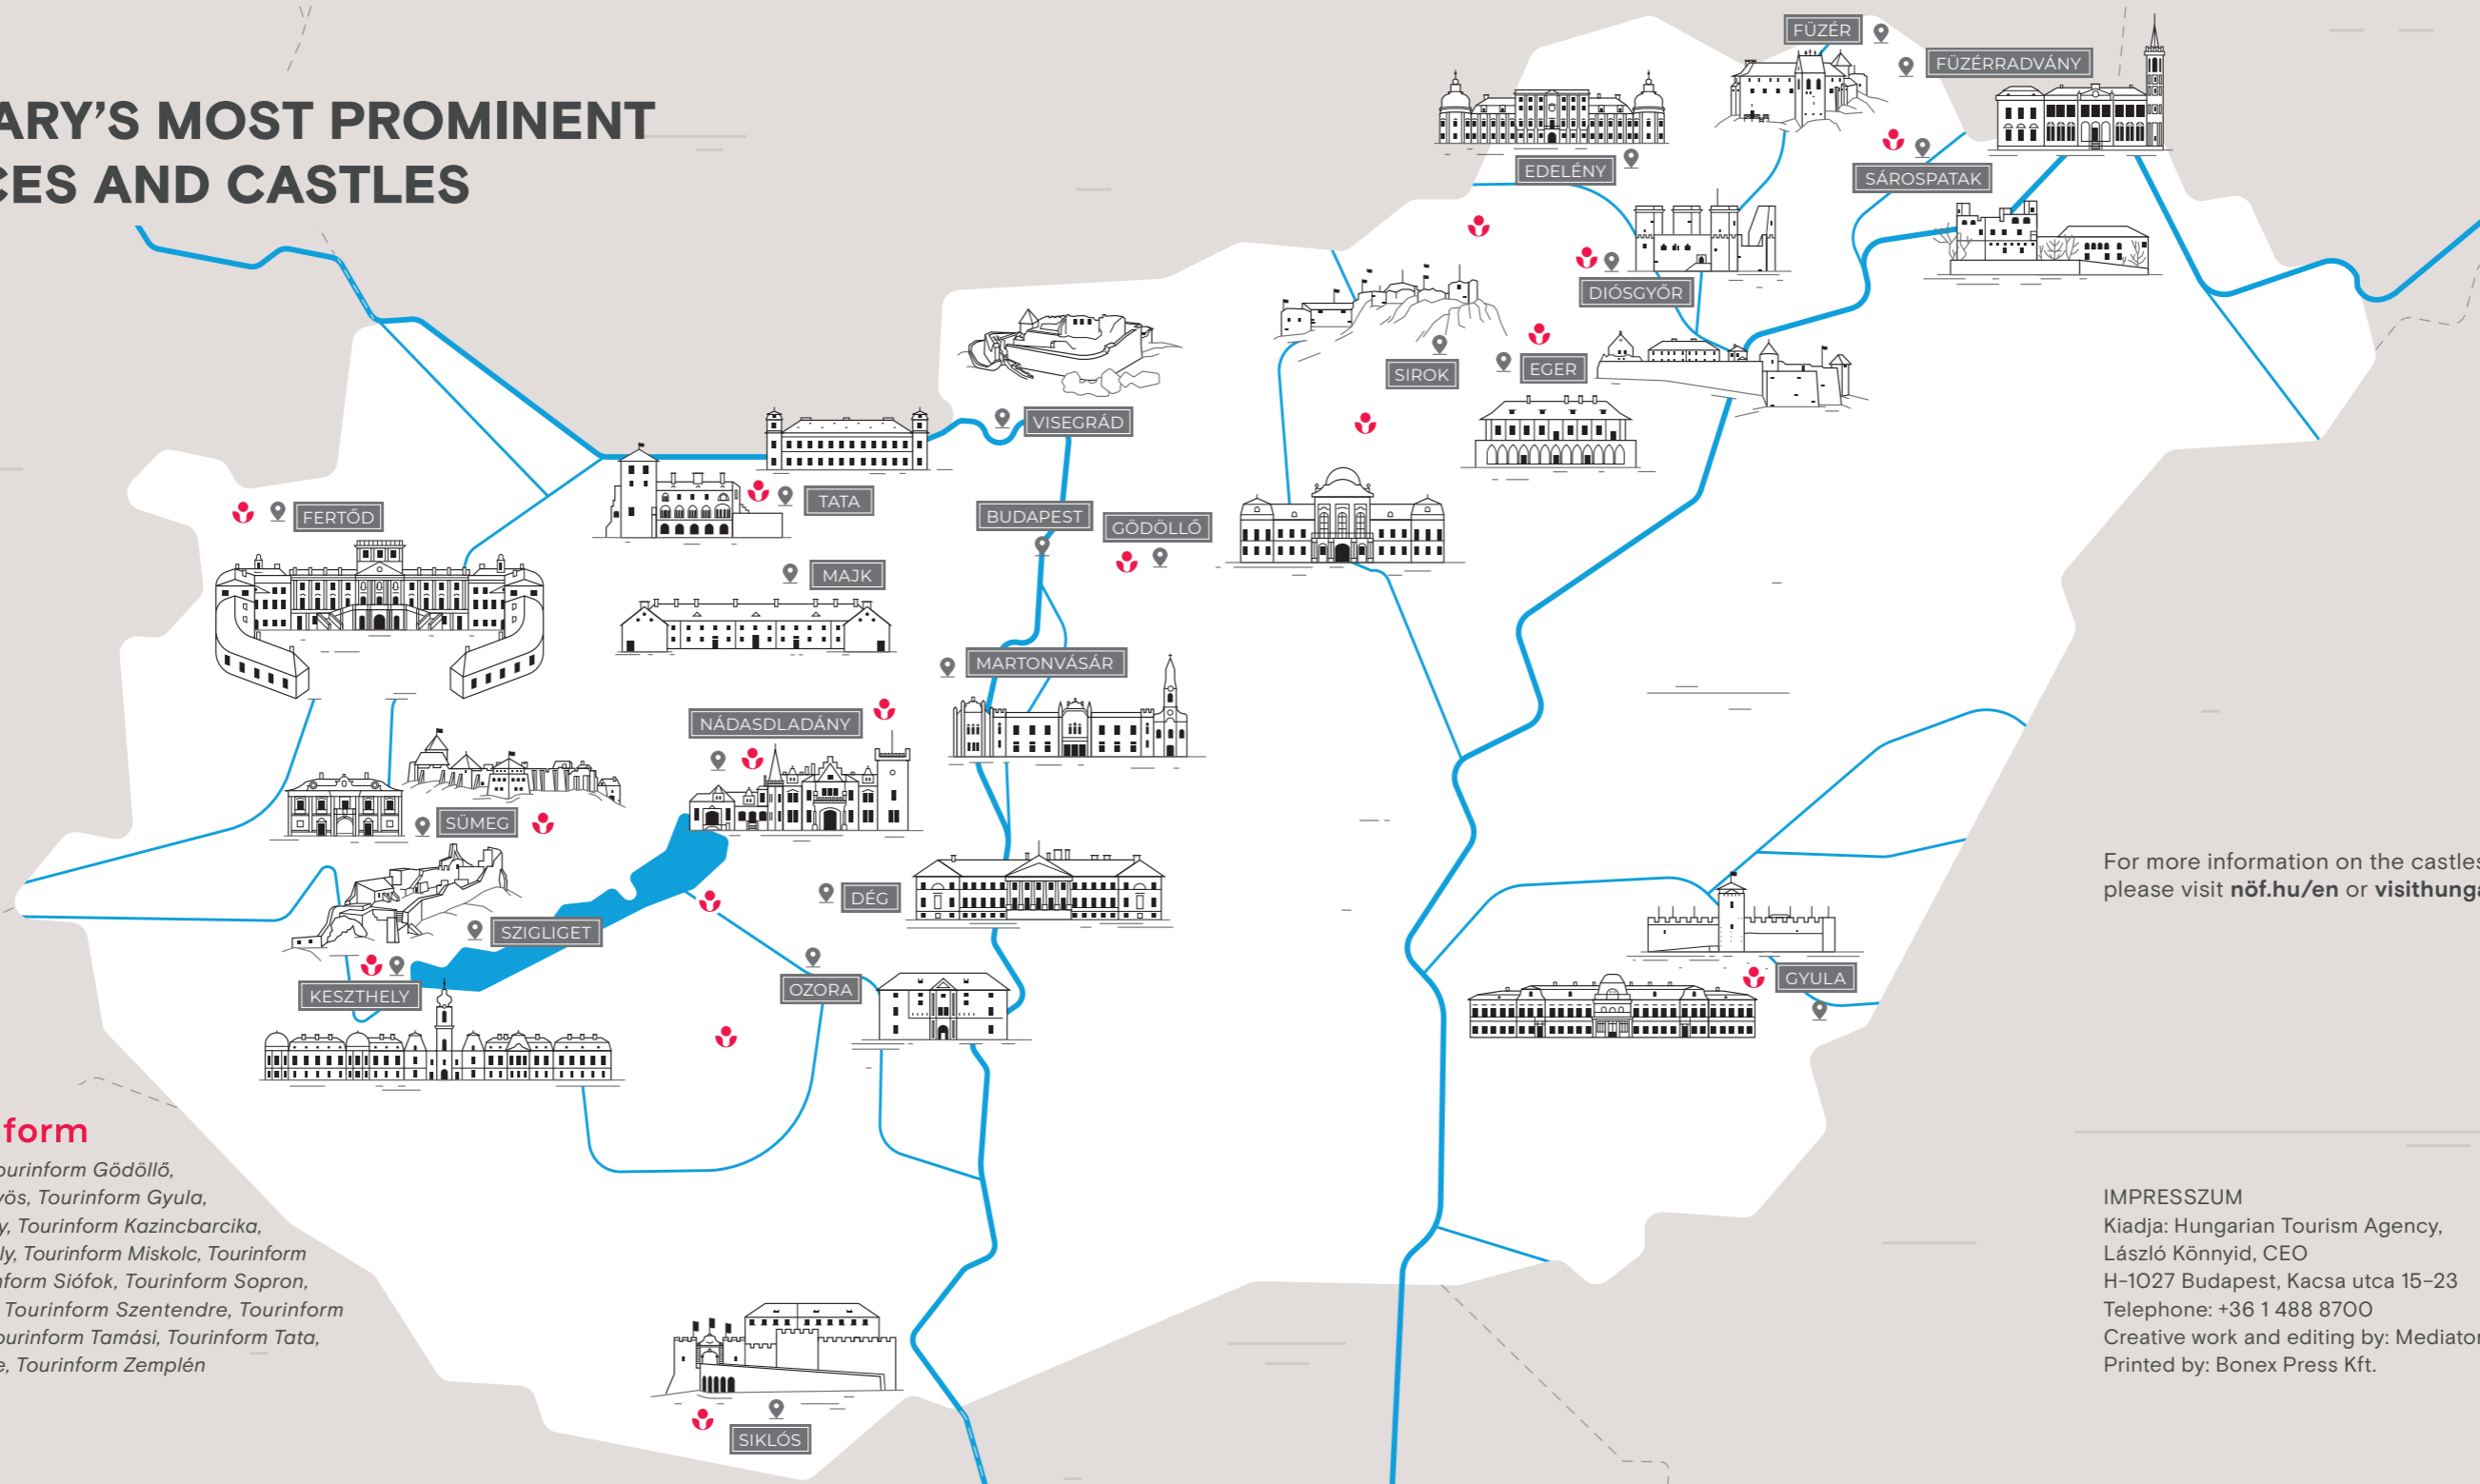 ARY’S MOST PROMINENT
CES AND CASTLES
FÜZÉR
FÜZÉRRADVÁNY
EDELÉNY
SÁROSPATAK
DIÓSGYŐR
SIROK
EGER
VISEGRÁD
TATA
FERTŐD
BUDAPEST
GÖDÖLLŐ
MAJK
MARTONVÁSÁR
NÁDASDLADÁNY
SÜMEG
DÉG
SZIGLIGET
OZORA
KESZTHELY
GYULA
SIKLÓS
For more information on the castles
please visit nöf.hu/en or visithunga
form
ourinform Gödöllő,
yös, Tourinform Gyula,
y, Tourinform Kazincbarcika,
ly, Tourinform Miskolc, Tourinform
nform Siófok, Tourinform Sopron,
, Tourinform Szentendre, Tourinform
ourinform Tamási, Tourinform Tata,
e, Tourinform Zemplén
IMPRESSZUM
Kiadja: Hungarian Tourism Agency,
László Könnyid, CEO
H-1027 Budapest, Kacsa utca 15–23
Telephone: +36 1 488 8700
Creative work and editing by: Mediator
Printed by: Bonex Press Kft.